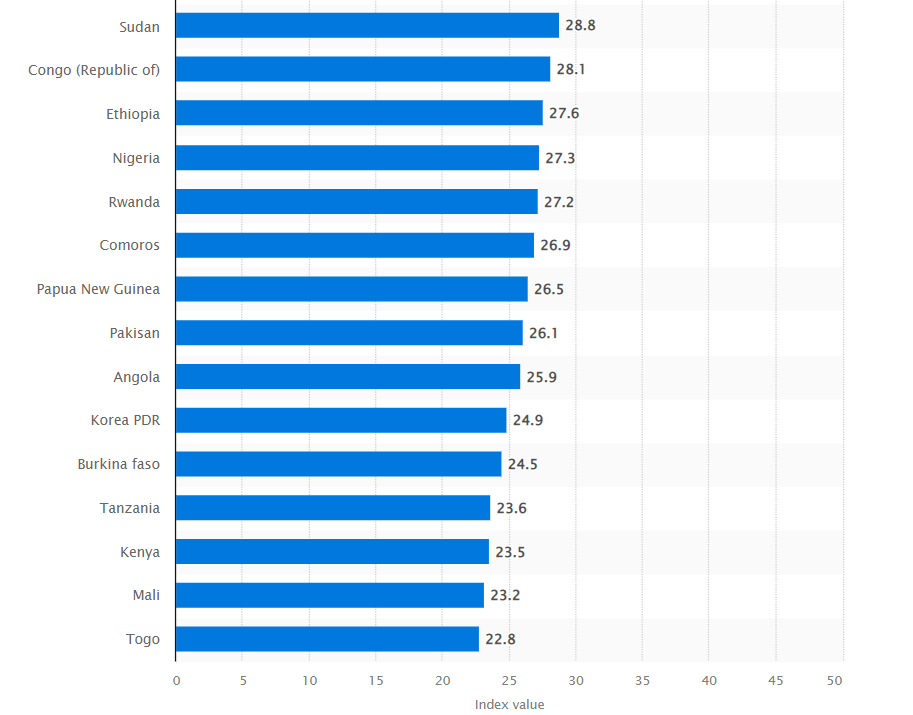 Sudan 28.8
Congo (Republic of) 28.1
Ethiopia 27.6
Nigeria 27.3
Rwanda 27.2
Comoros 26.9
Papua New Guinea 26.5
Pakisan 26.1
Angola 25.9
Korea PDR 24.9
Burkina faso 24.5
Tanzania 23.6
Kenya 23.5
Mali 23.2
Togo 22.8
0 5 10 15 20 25 30 35 40 45 50
Index value